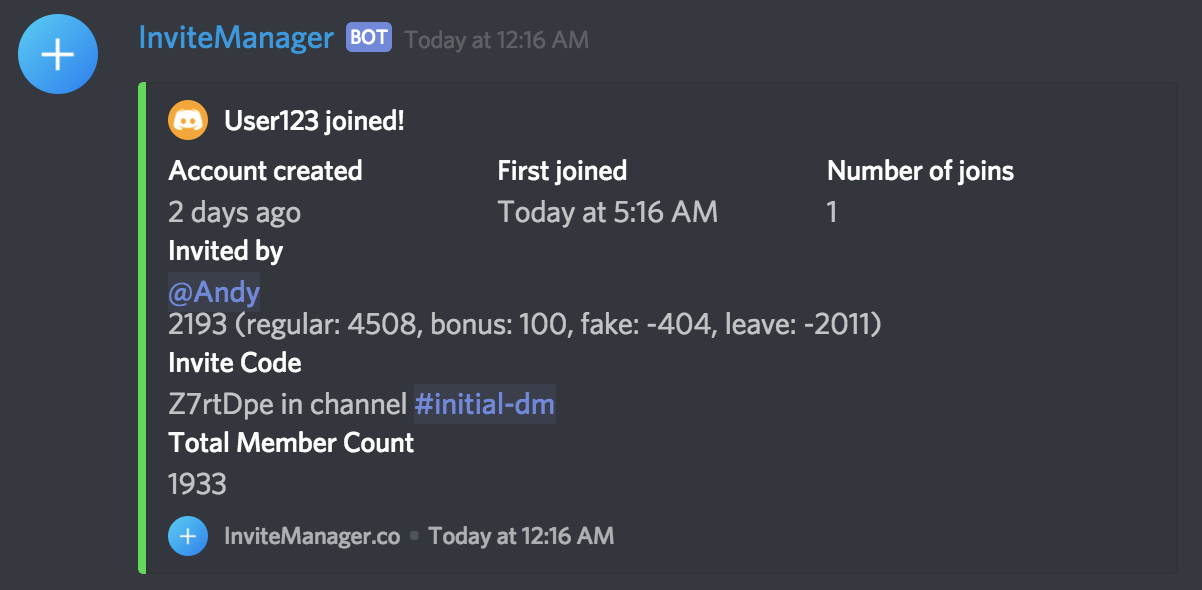 InviteManager BOT Today at 12:16 AM
User123 joined!
Account created First joined Number of joins
2 days ago Today at 5:16 AM 1
Invited by
@Andy
2193 (regular: 4508, bonus: 100, fake: -404, leave: -2011)
Invite Code
Z7rtDpe in channel #initial-dm
Total Member Count
1933
InviteManager.co • Today at 12:16 AM